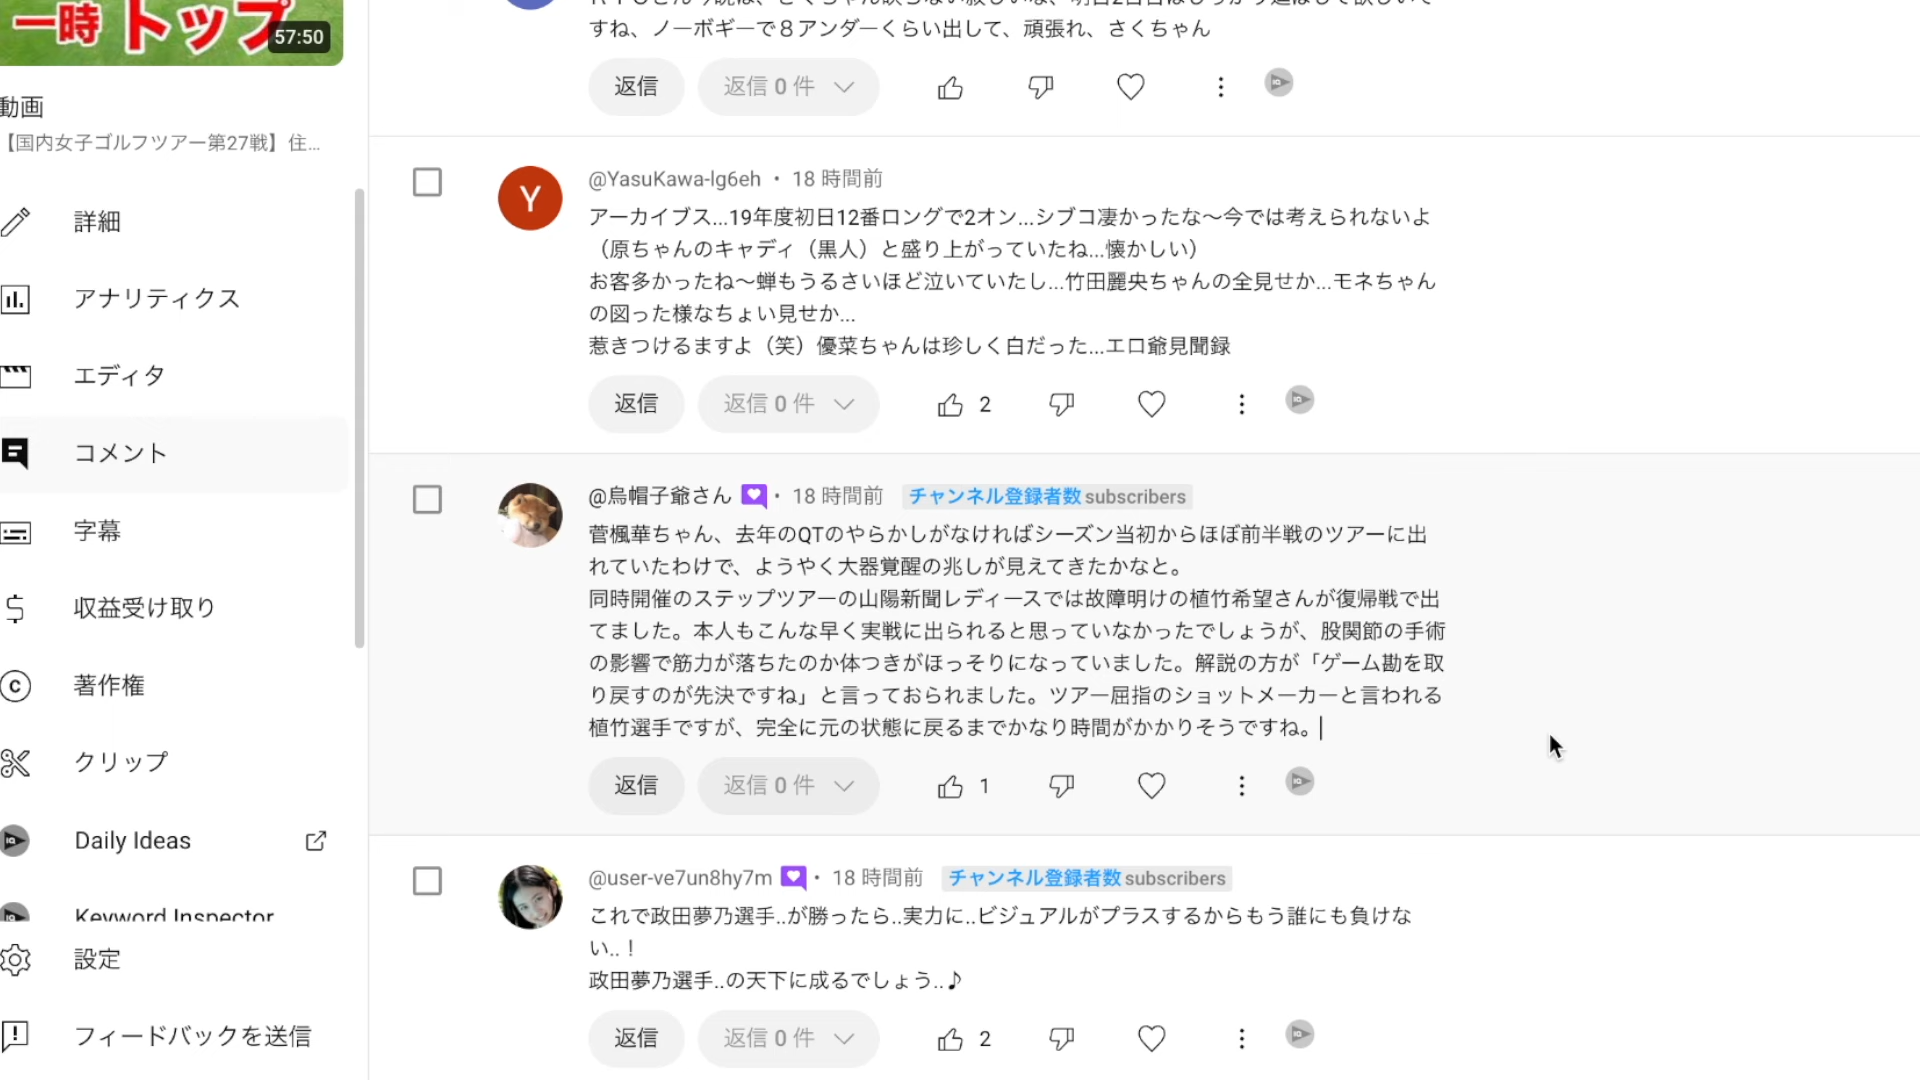 一時トップ
57:50
動画
【国内女子ゴルフツアー第27戦】住...
詳細
アナリティクス
エディタ
コメント
字幕
収益受け取り
著作権
クリップ
Daily Ideas
Keyword Inspector
設定
フィードバックを送信
すね、ノーボギーで８アンダーくらい出して、頑張れ、さくちゃん
返信 返信 0 件
Y
@YasuKawa-lg6eh・18 時間前
アーカイブス...19年度初日12番ロングで2オン...シブコ凄かったな〜今では考えられないよ
（原ちゃんのキャディ（黒人）と盛り上がっていたね...懐かしい）
お客多かったね〜蝉もうるさいほど泣いていたし...竹田麗央ちゃんの全見せか...モネちゃん
の図った様なちょい見せか...
惹きつけるますよ（笑）優菜ちゃんは珍しく白だった...エロ爺見聞録
返信 返信 0 件 2
@烏帽子爺さん・18 時間前 チャンネル登録者数 subscribers
菅楓華ちゃん、去年のQTのやらかしがなければシーズン当初からほぼ前半戦のツアーに出
れていたわけで、ようやく大器覚醒の兆しが見えてきたかなと。
同時開催のステップツアーの山陽新聞レディースでは故障明けの植竹希望さんが復帰戦で出
てました。本人もこんな早く実戦に出られると思っていなかったでしょうが、股関節の手術
の影響で筋力が落ちたのか体つきがほっそりになっていました。解説の方が「ゲーム勘を取
り戻すのが先決ですね」と言っておられました。ツアー屈指のショットメーカーと言われる
植竹選手ですが、完全に元の状態に戻るまでかなり時間がかかりそうですね。
返信 返信 0 件 1
@user-ve7un8hy7m・18 時間前 チャンネル登録者数 subscribers
これで政田夢乃選手..が勝ったら..実力に..ビジュアルがプラスするからもう誰にも負けな
い..！
政田夢乃選手..の天下に成るでしょう..♪
返信 返信 0 件 2